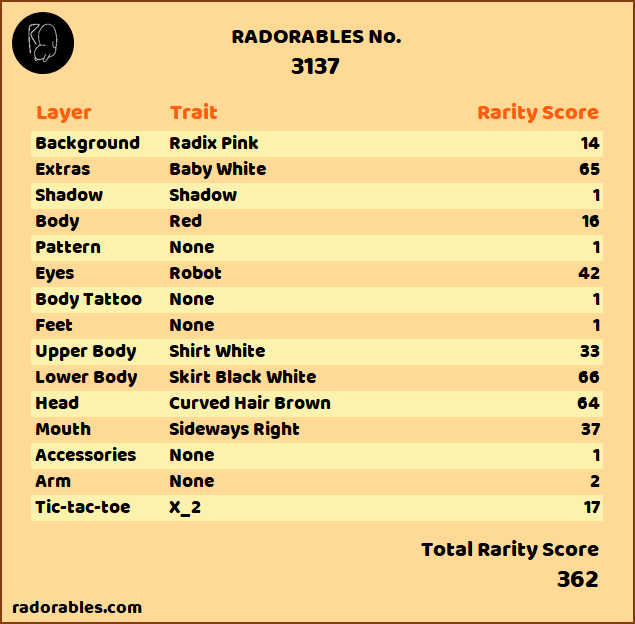 RADORABLES No.
3137
Layer Trait Rarity Score
Background Radix Pink 14
Extras Baby White 65
Shadow Shadow 1
Body Red 16
Pattern None 1
Eyes Robot 42
Body Tattoo None 1
Feet None 1
Upper Body Shirt White 33
Lower Body Skirt Black White 66
Head Curved Hair Brown 64
Mouth Sideways Right 37
Accessories None 1
Arm None 2
Tic-tac-toe X_2 17
Total Rarity Score
362
radorables.com